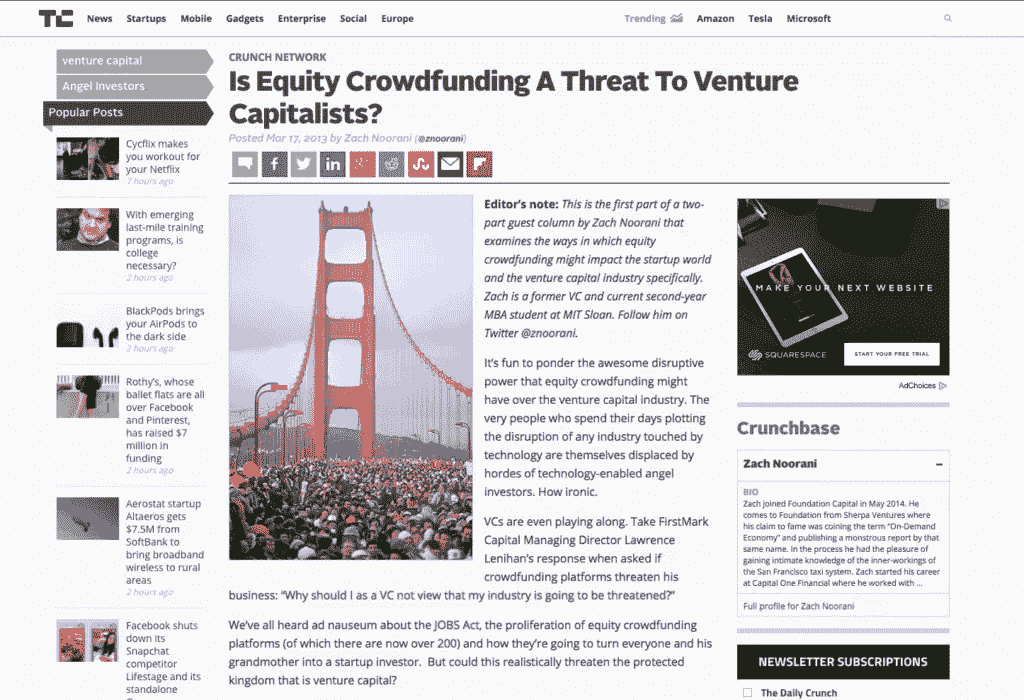 TC News Startups Mobile Gadgets Enterprise Social Europe Trending Amazon Tesla Microsoft
venture capital
Angel Investors
Popular Posts
Cycflix makes
you workout for
your Netflix
7 hours ago
With emerging
last-mile training
programs, is
college
necessary?
2 hours ago
BlackPods brings
your AirPods to
the dark side
2 hours ago
Rothy's, whose
ballet flats are all
over Facebook
and Pinterest,
has raised $7
million in
funding
2 hours ago
Aerostat startup
Altaeros gets
$7.5M from
SoftBank to
bring broadband
wireless to rural
areas
2 hours ago
Facebook shuts
down its
Snapchat
competitor
Lifestage and its
standalone
CRUNCH NETWORK
Is Equity Crowdfunding A Threat To Venture
Capitalists?
Posted Mar 17, 2013 by Zach Noorani (@znoorani)
Editor's note: This is the first part of a two-
part guest column by Zach Noorani that
examines the ways in which equity
crowdfunding might impact the startup world
and the venture capital industry specifically.
Zach is a former VC and current second-year
MBA student at MIT Sloan. Follow him on
Twitter @znoorani.
It's fun to ponder the awesome disruptive
power that equity crowdfunding might
have over the venture capital industry. The
very people who spend their days plotting
the disruption of any industry touched by
technology are themselves displaced by
hordes of technology-enabled angel
investors. How ironic.
VCs are even playing along. Take FirstMark
Capital Managing Director Lawrence
Lenihan's response when asked if
crowdfunding platforms threaten his
business: "Why should I as a VC not view that my industry is going to be threatened?"
We've all heard ad nauseum about the JOBS Act, the proliferation of equity crowdfunding
platforms (of which there are now over 200) and how they're going to turn everyone and his
grandmother into a startup investor. But could this realistically threaten the protected
kingdom that is venture capital?
MAKE YOUR NEXT WEBSITE
SQUARESPACE
START YOUR FREE TRIAL
AdChoices
Crunchbase
Zach Noorani –
BIO
Zach joined Foundation Capital in May 2014. He
comes to Foundation from Sherpa Ventures where
his claim to fame was coining the term "On-Demand
Economy" and publishing a monstrous report by that
same name. In the process he had the pleasure of
gaining intimate knowledge of the inner-workings of
the San Francisco taxi system. Zach started his career
at Capital One Financial where he worked with ...
Full profile for Zach Noorani
NEWSLETTER SUBSCRIPTIONS
The Daily Crunch